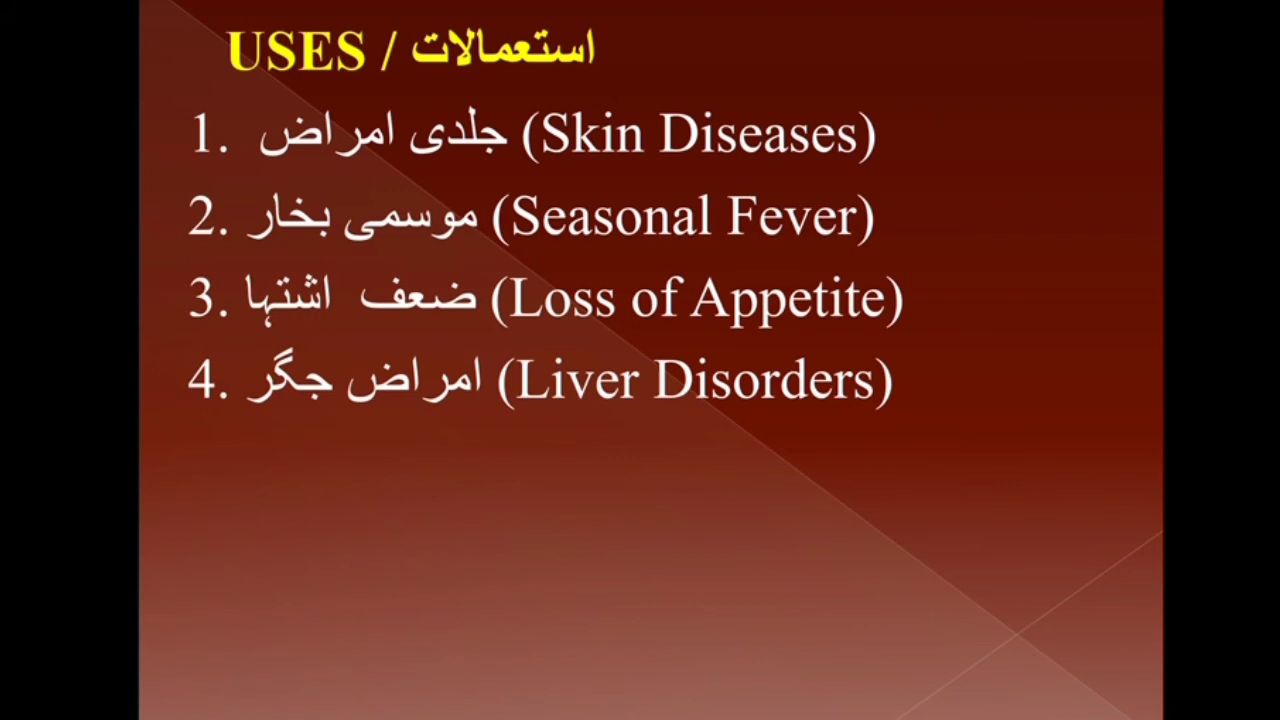 USES / استعمالات
1. جلدی امراض (Skin Diseases)
2. موسمی بخار (Seasonal Fever)
3. ضعف اشتہا (Loss of Appetite)
4. امراض جگر (Liver Disorders)